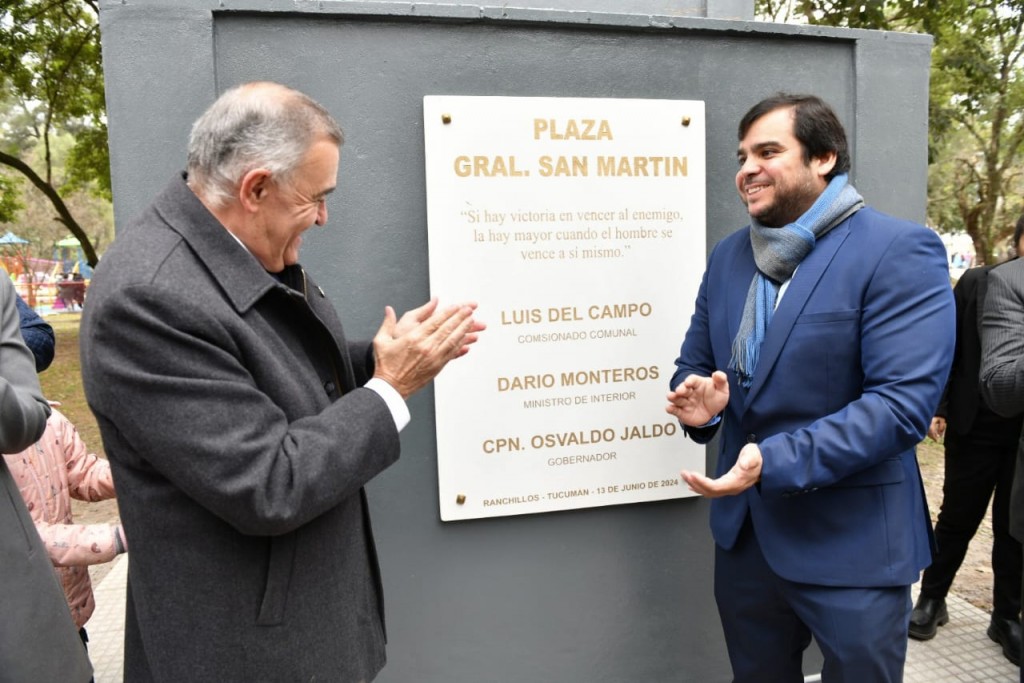 PLAZA
GRAL. SAN MARTIN
“Si hay victoria en vencer al enemigo,
la hay mayor cuando el hombre se
vence a sí mismo.”
LUIS DEL CAMPO
COMISIONADO COMUNAL
DARIO MONTEROS
MINISTRO DE INTERIOR
CPN. OSVALDO JALDO
GOBERNADOR
RANCHILLOS - TUCUMAN - 13 DE JUNIO DE 2024